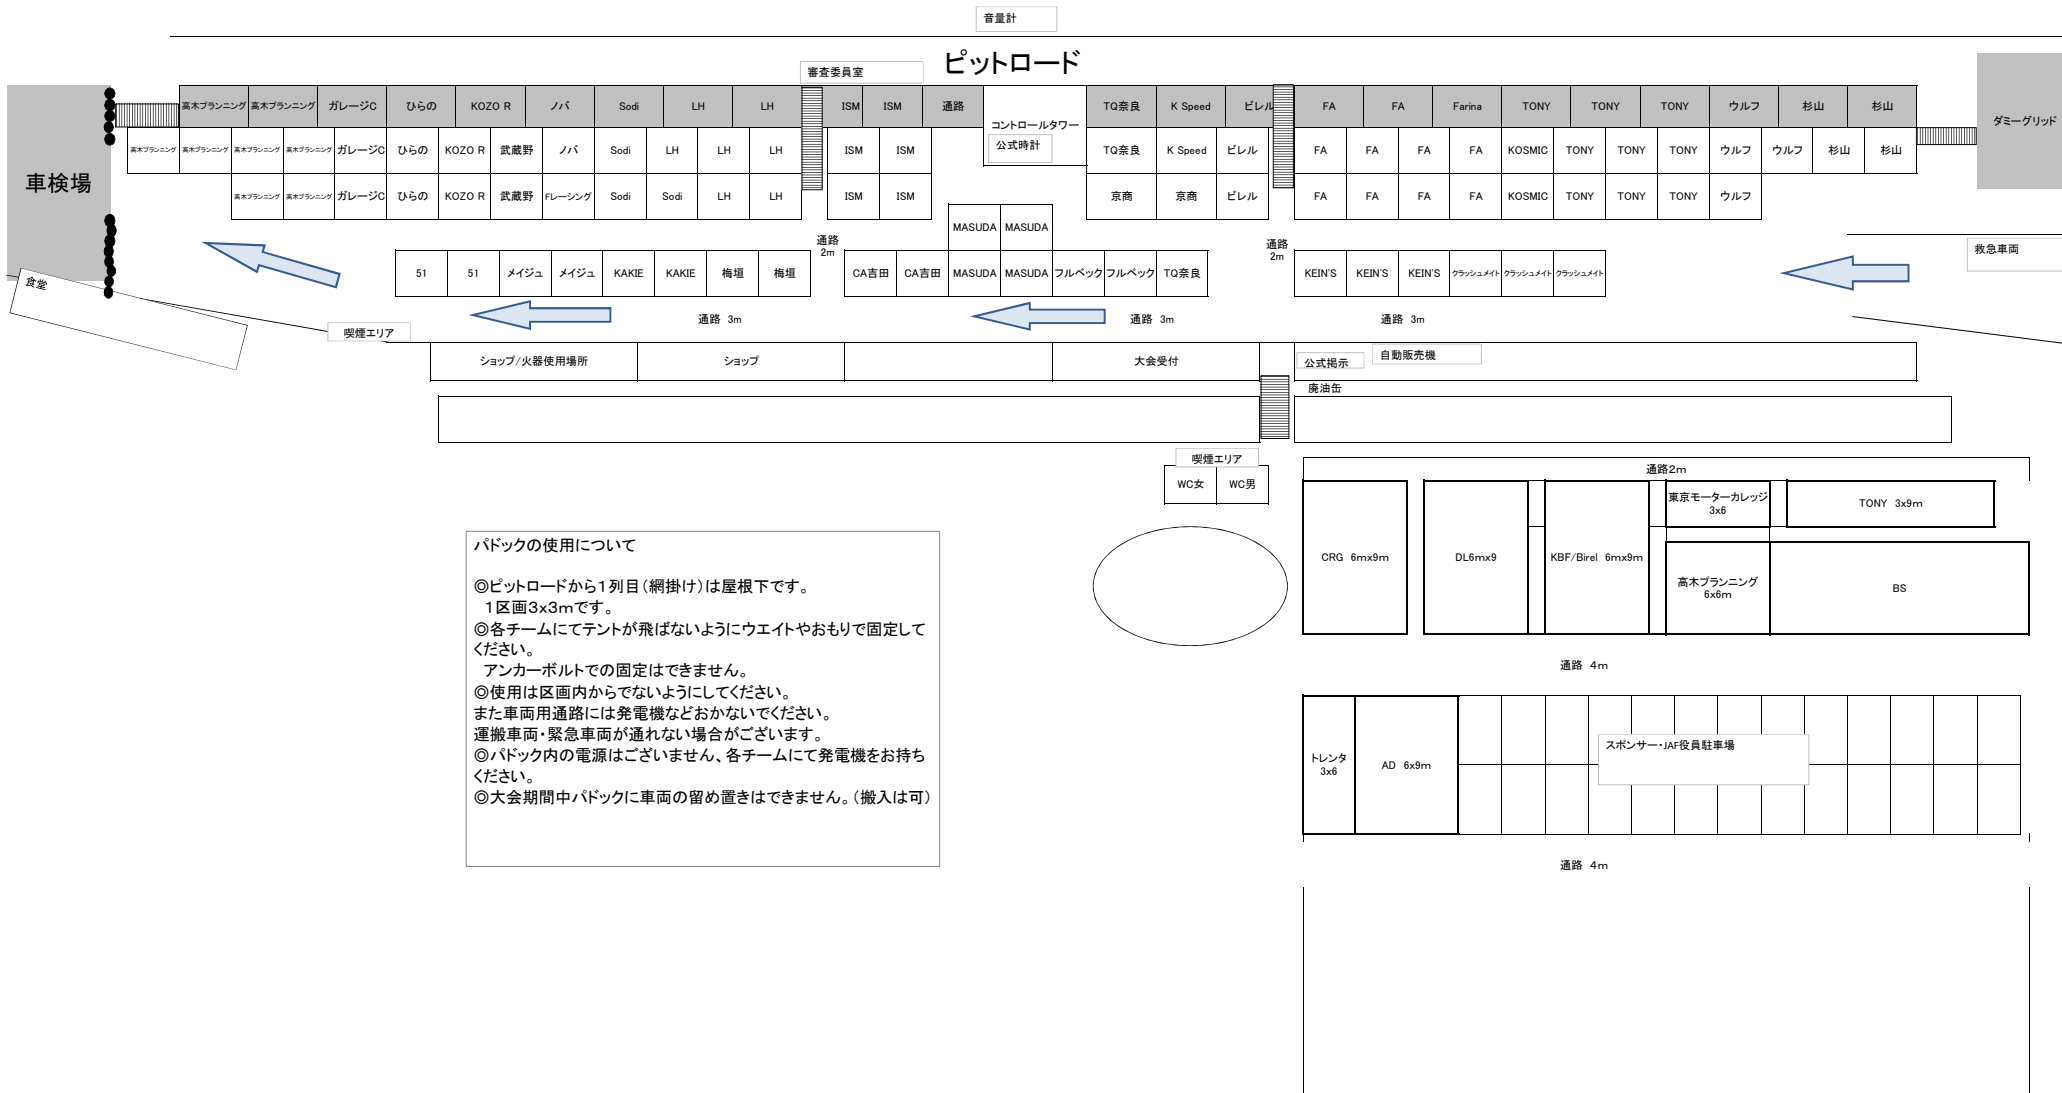 音量計
ピットロード
審査委員室
高木プランニング 高木プランニング ガレージC ひらの KOZO R ノバ Sodi LH LH ISM ISM 通路 TQ奈良 K Speed ビレル FA FA Farina TONY TONY TONY ウルフ 杉山 杉山
コントロールタワー
公式時計
ダミーグリッド
高木プランニング 高木プランニング 高木プランニング 高木プランニング ガレージC ひらの KOZO R 武蔵野 ノバ Sodi LH LH LH ISM ISM TQ奈良 K Speed ビレル FA FA FA FA KOSMIC TONY TONY TONY ウルフ ウルフ 杉山 杉山
車検場
高木プランニング 高木プランニング ガレージC ひらの KOZO R 武蔵野 Fレーシング Sodi Sodi LH LH ISM ISM 京商 京商 ビレル FA FA FA FA KOSMIC TONY TONY TONY ウルフ
MASUDA MASUDA
通路
2m
通路
2m
救急車両
51 51 メイジュ メイジュ KAKIE KAKIE 梅垣 梅垣 CA吉田 CA吉田 MASUDA MASUDA フルベック フルベック TQ奈良 KEIN'S KEIN'S KEIN'S クラッシュメイト クラッシュメイト クラッシュメイト
食堂
通路 3m 通路 3m 通路 3m
喫煙エリア
ショップ/火器使用場所 ショップ 大会受付 公式掲示 自動販売機
廃油缶
喫煙エリア
WC女 WC男
通路2m
東京モーターカレッジ
3x6
TONY 3x9m
CRG 6mx9m DL6mx9 KBF/Birel 6mx9m
高木プランニング
6x6m
BS
通路 4m
トレンタ
3x6
AD 6x9m
スポンサー・JAF役員駐車場
通路 4m
パドックの使用について
◎ピットロードから1列目(網掛け)は屋根下です。
1区画3x3mです。
◎各チームにてテントが飛ばないようにウエイトやおもりで固定して
ください。
アンカーボルトでの固定はできません。
◎使用は区画内からでないようにしてください。
また車両用通路には発電機などおかないでください。
運搬車両・緊急車両が通れない場合がございます。
◎パドック内の電源はございません、各チームにて発電機をお持ち
ください。
◎大会期間中パドックに車両の留め置きはできません。(搬入は可)